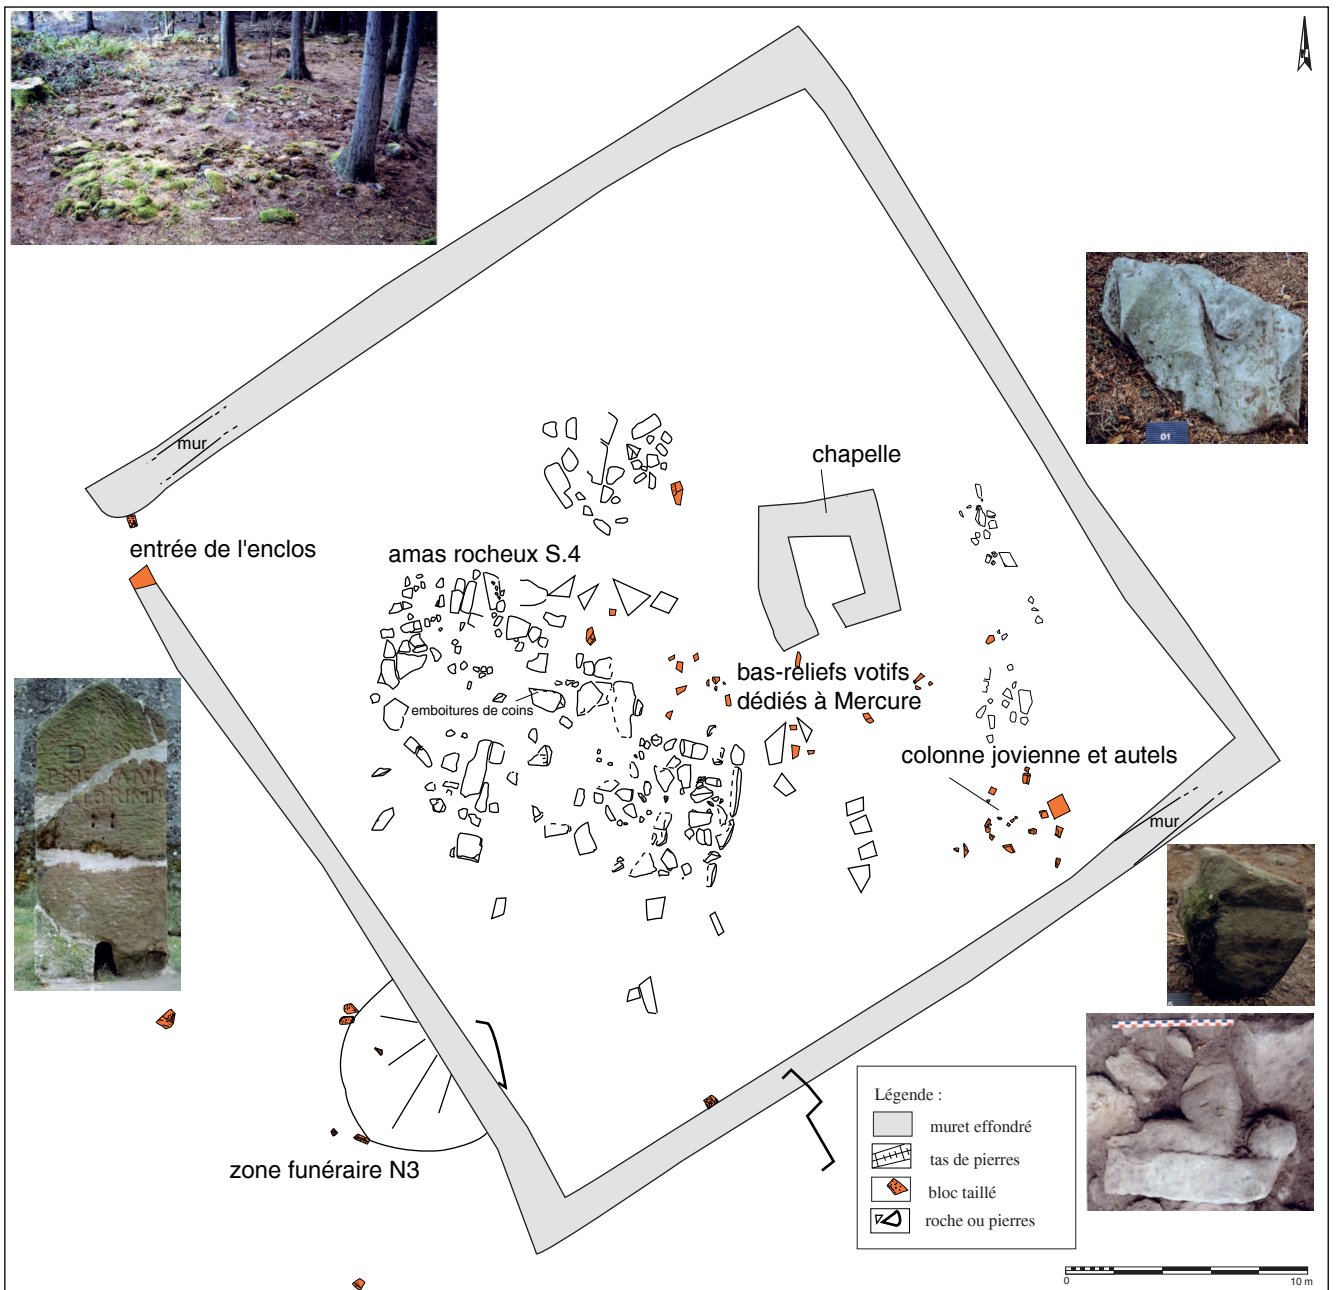 chapelle
mur
entrée de l'enclos
amas rocheux S.4
bas-reliefs votifs
dédiés à Mercure
emboitures de coins
colonne jovienne et autels
mur
zone funéraire N3
Légende :
muret effondré
tas de pierres
bloc taillé
roche ou pierres
0 10 m
01
D